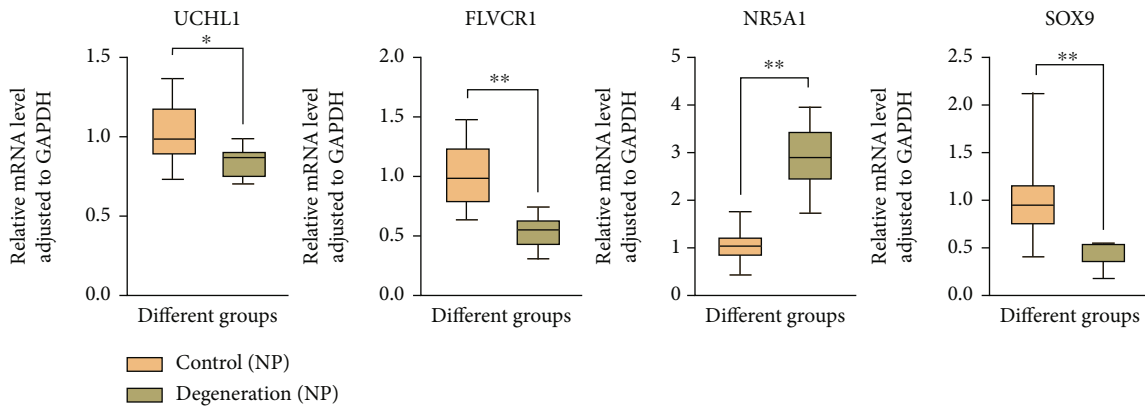 UCHL1
*
1.5
1.0
0.5
0.0
Relative mRNA level
adjusted to GAPDH
Different groups
FLVCR1
**
2.0
1.5
1.0
0.5
0.0
Relative mRNA level
adjusted to GAPDH
Different groups
NR5A1
**
5
4
3
2
1
0
Relative mRNA level
adjusted to GAPDH
Different groups
SOX9
**
2.5
2.0
1.5
1.0
0.5
0.0
Relative mRNA level
adjusted to GAPDH
Different groups
Control (NP)
Degeneration (NP)